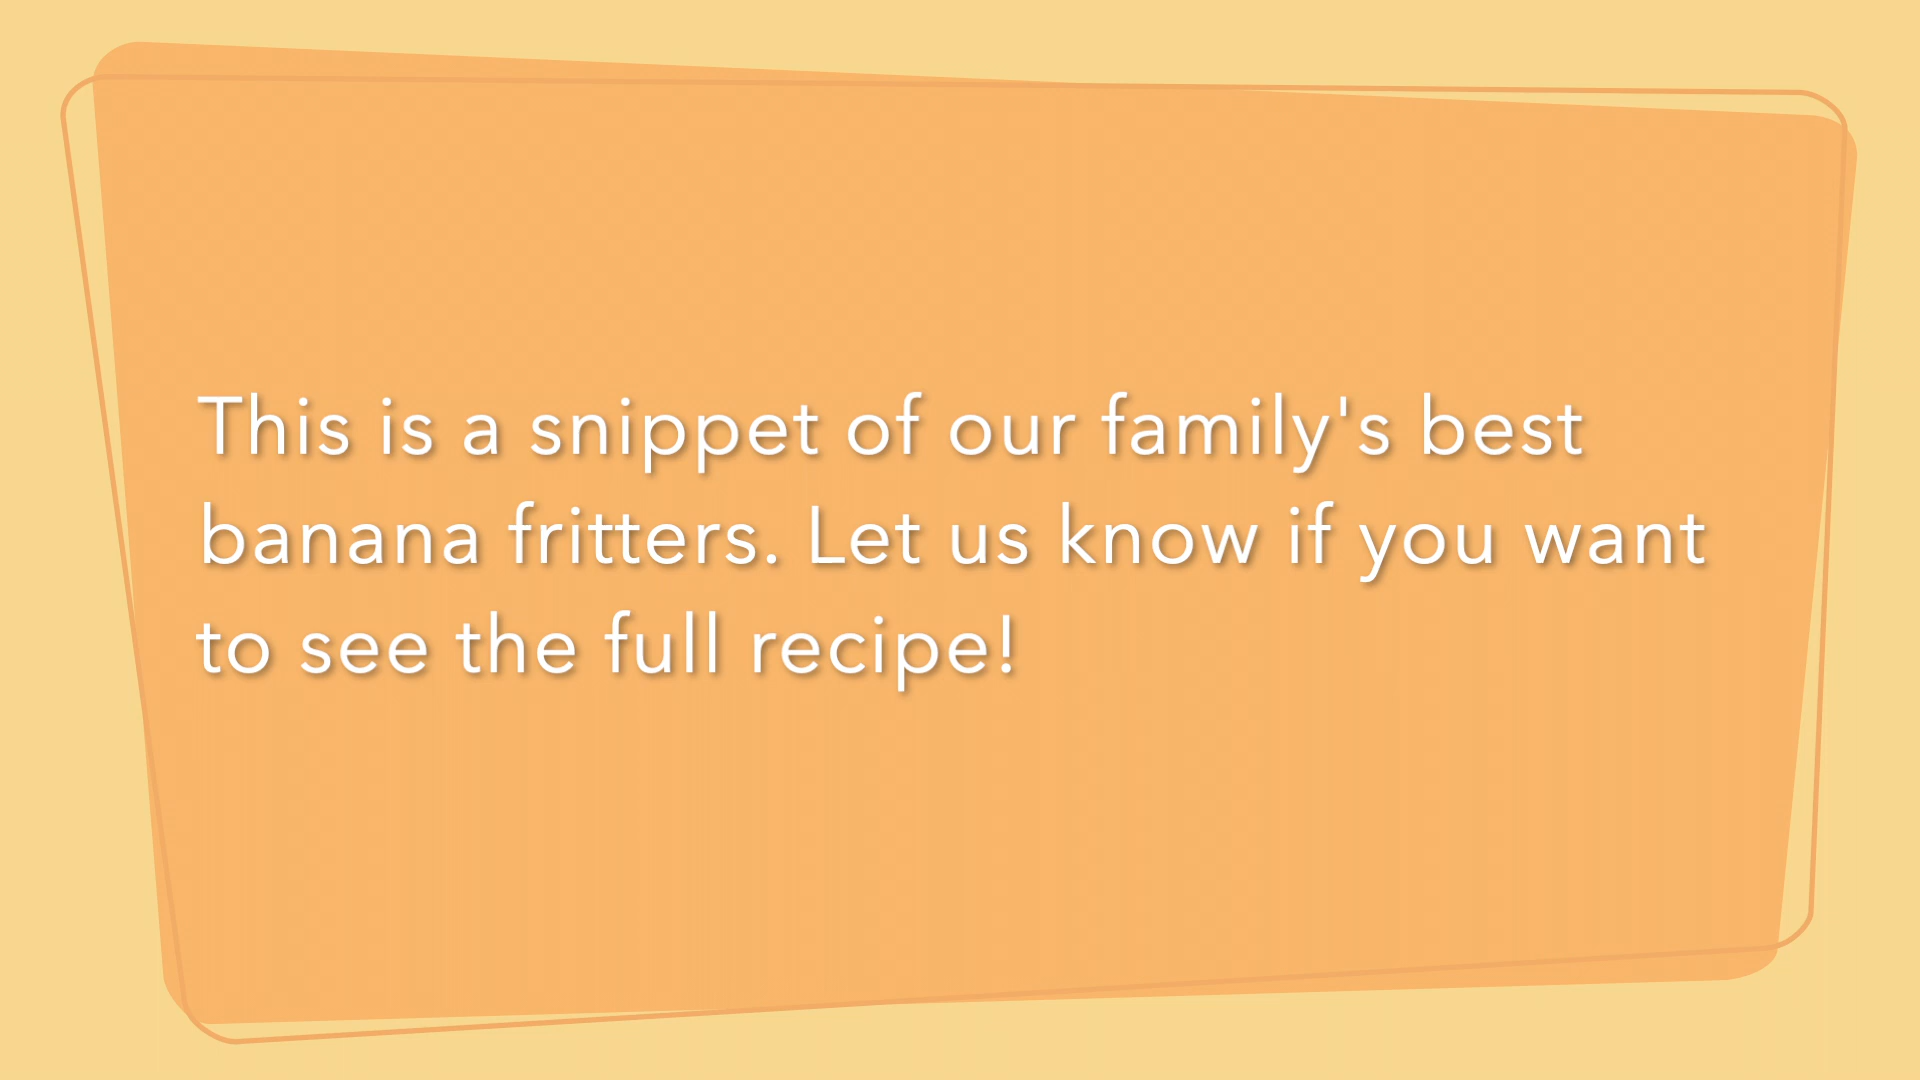 This is a snippet of our family's best
banana fritters. Let us know if you want
to see the full recipe!